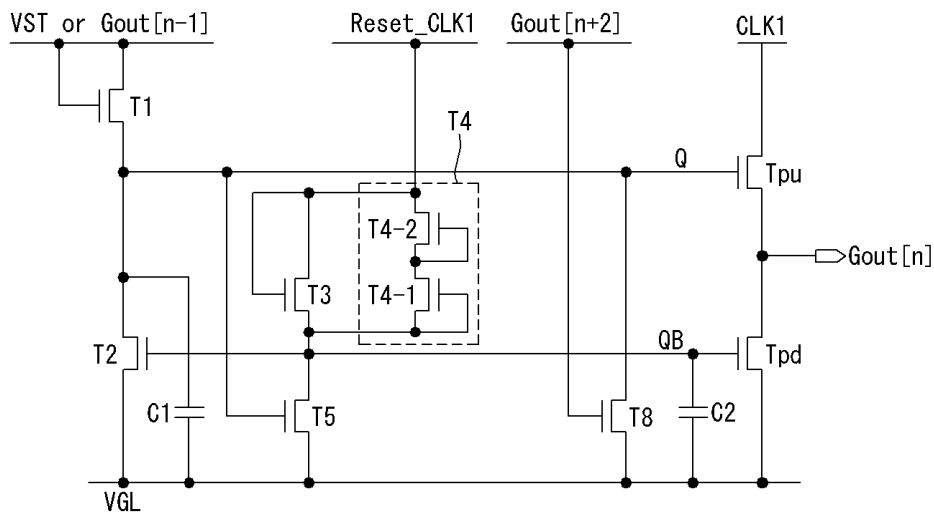 VST or Gout[n-1]
Reset_CLK1
Gout[n+2]
CLK1
T1
T4
Q
Tpu
T4-2
Gout[n]
T3
T4-1
T2
QB
Tpd
C1
T5
T8
C2
VGL